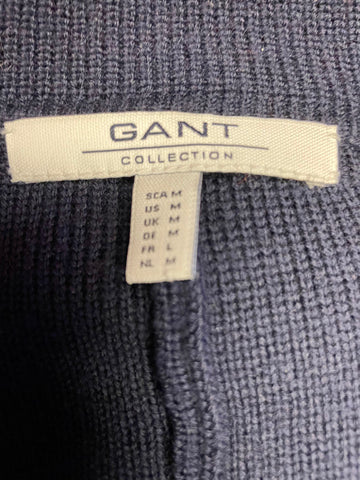 GANT
COLLECTION
SCA M
US M
UK M
DE M
FR L
NL M